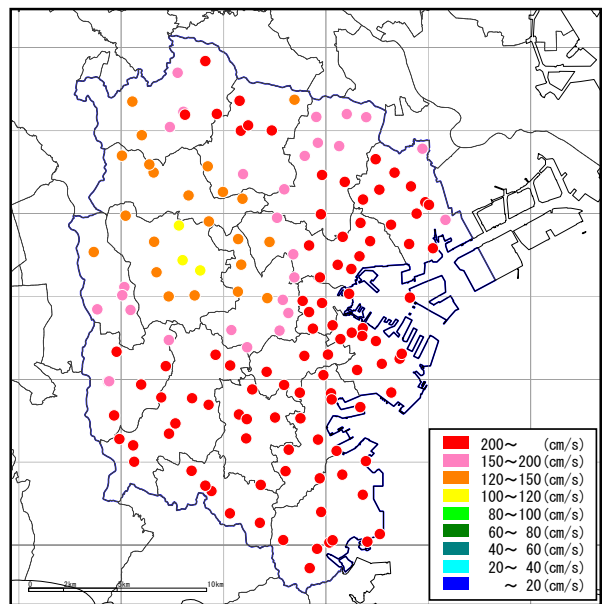 200～ (cm/s)
150～200(cm/s)
120～150(cm/s)
100～120(cm/s)
80～100(cm/s)
60～ 80(cm/s)
40～ 60(cm/s)
20～ 40(cm/s)
～ 20(cm/s)
0 2km 5km 10km